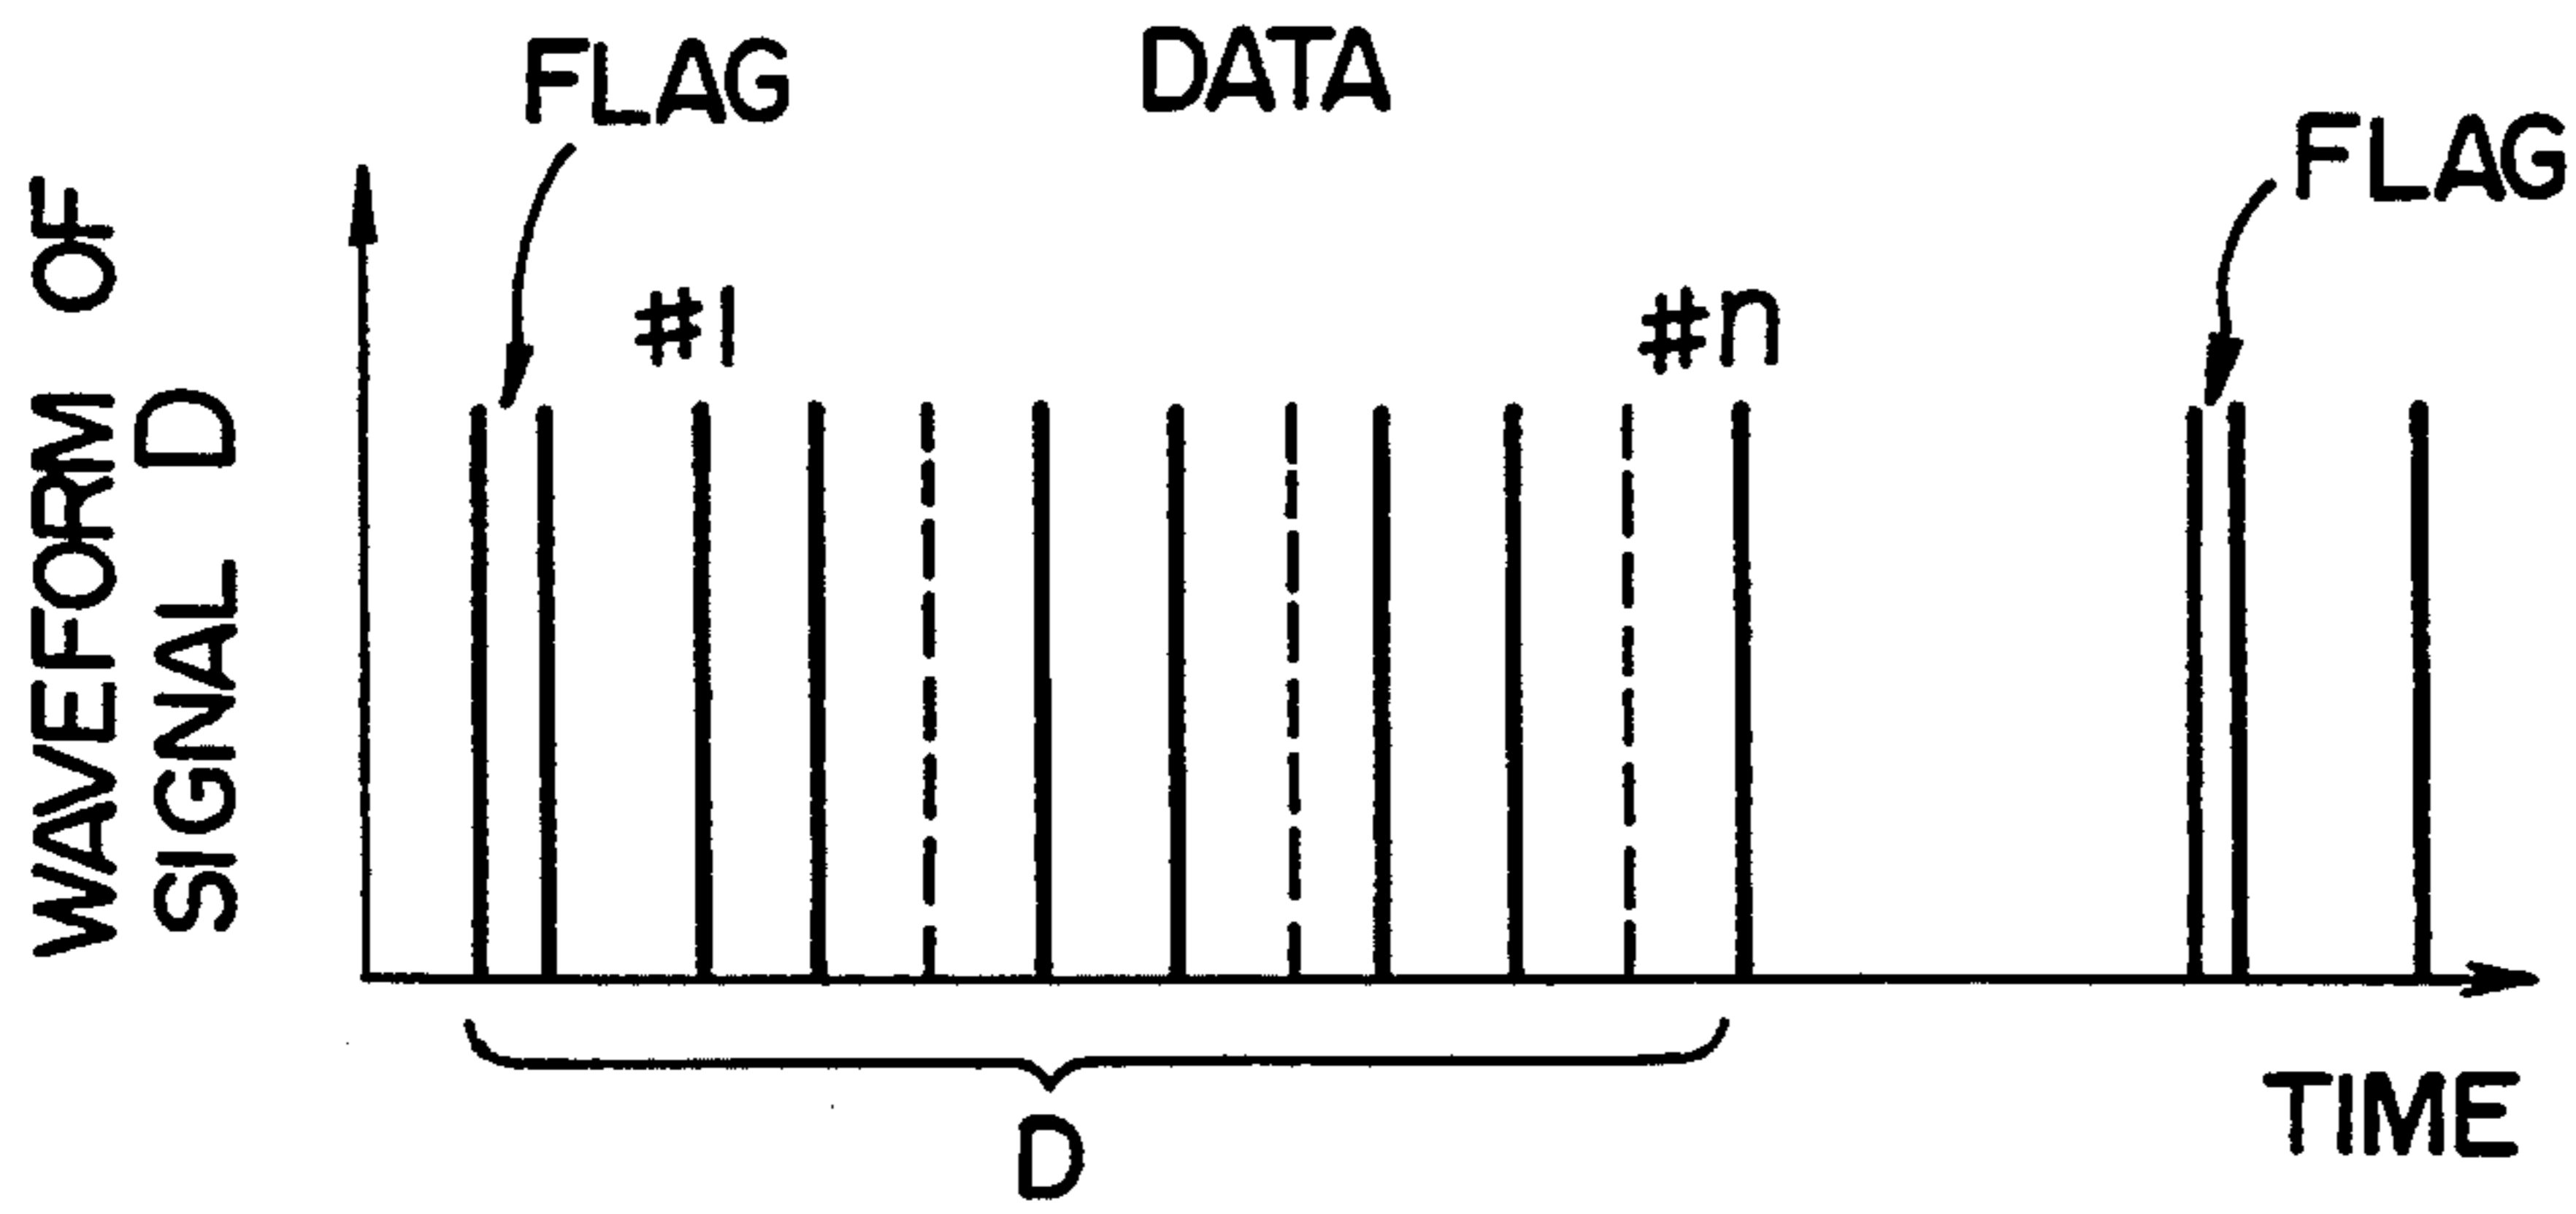 FLAG
DATA
FLAG
WAVEFORM OF
SIGNAL D
#1
#n
D
TIME